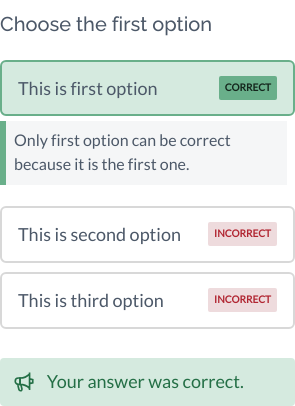 Choose the first option
This is first option CORRECT
Only first option can be correct
because it is the first one.
This is second option INCORRECT
This is third option INCORRECT
Your answer was correct.